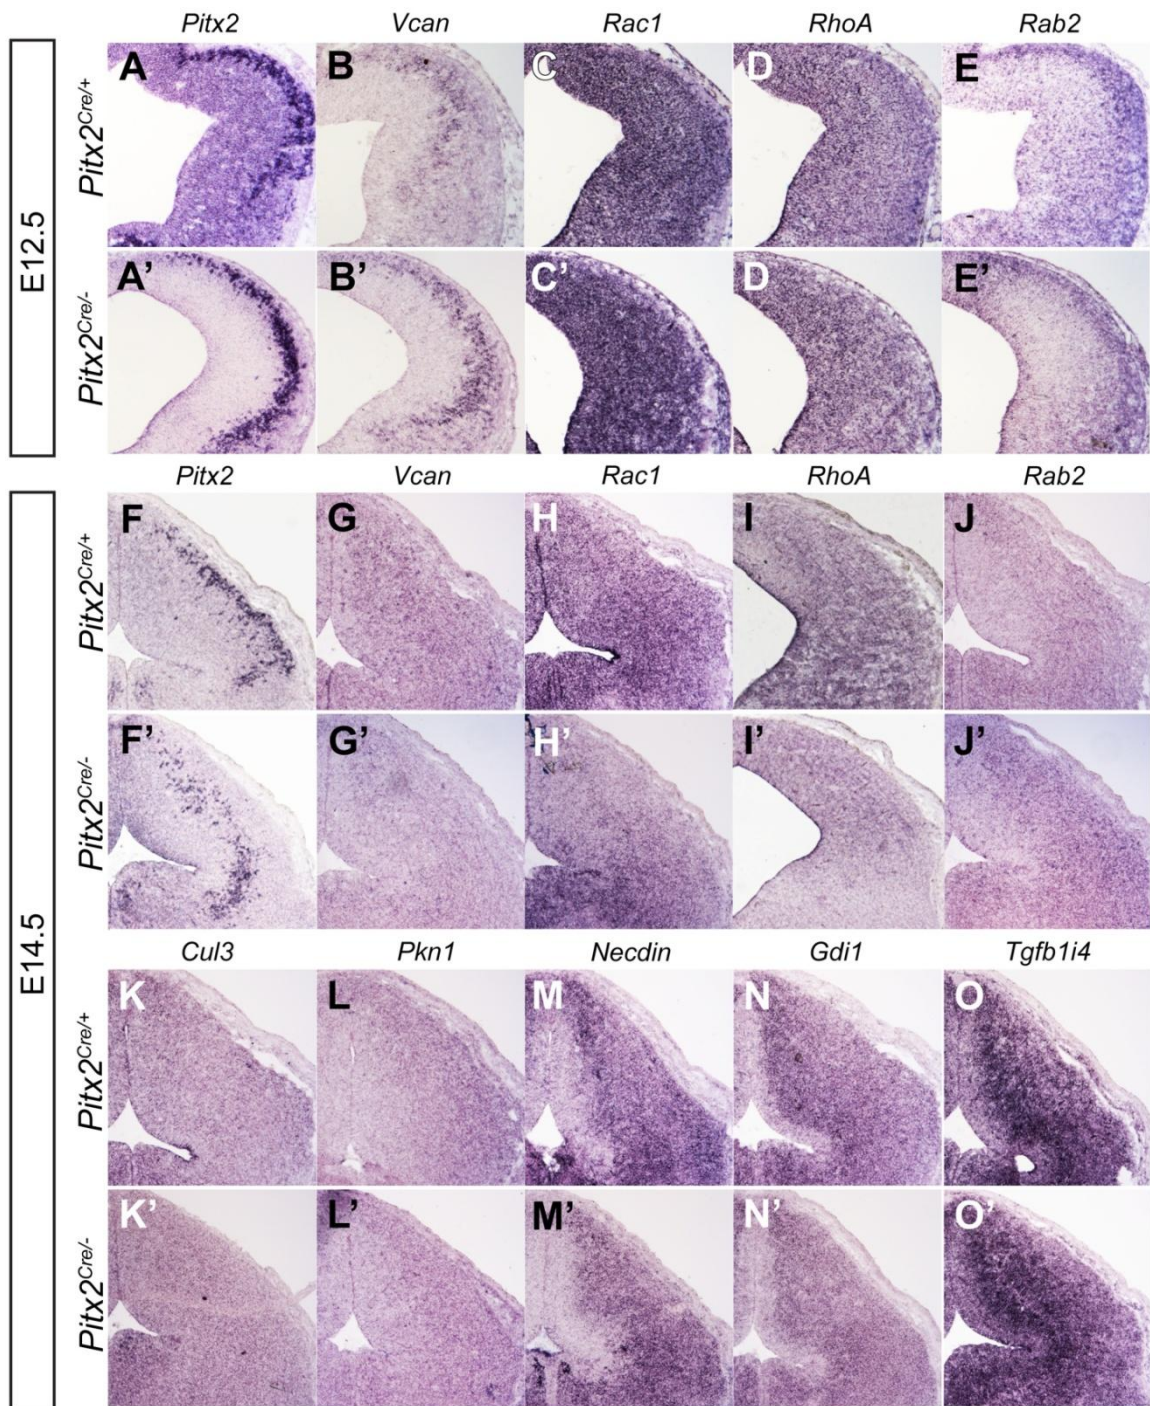 Pitx2 Vcan Rac1 RhoA Rab2
E12.5
Pitx2Cre/+
A B C D E
Pitx2Cre/-
A’ B’ C’ D E’
Pitx2 Vcan Rac1 RhoA Rab2
E14.5
Pitx2Cre/+
F G H I J
Pitx2Cre/-
F’ G’ H’ I’ J’
Cul3 Pkn1 Necdin Gdi1 Tgfb1i4
Pitx2Cre/+
K L M N O
Pitx2Cre/-
K’ L’ M’ N’ O’